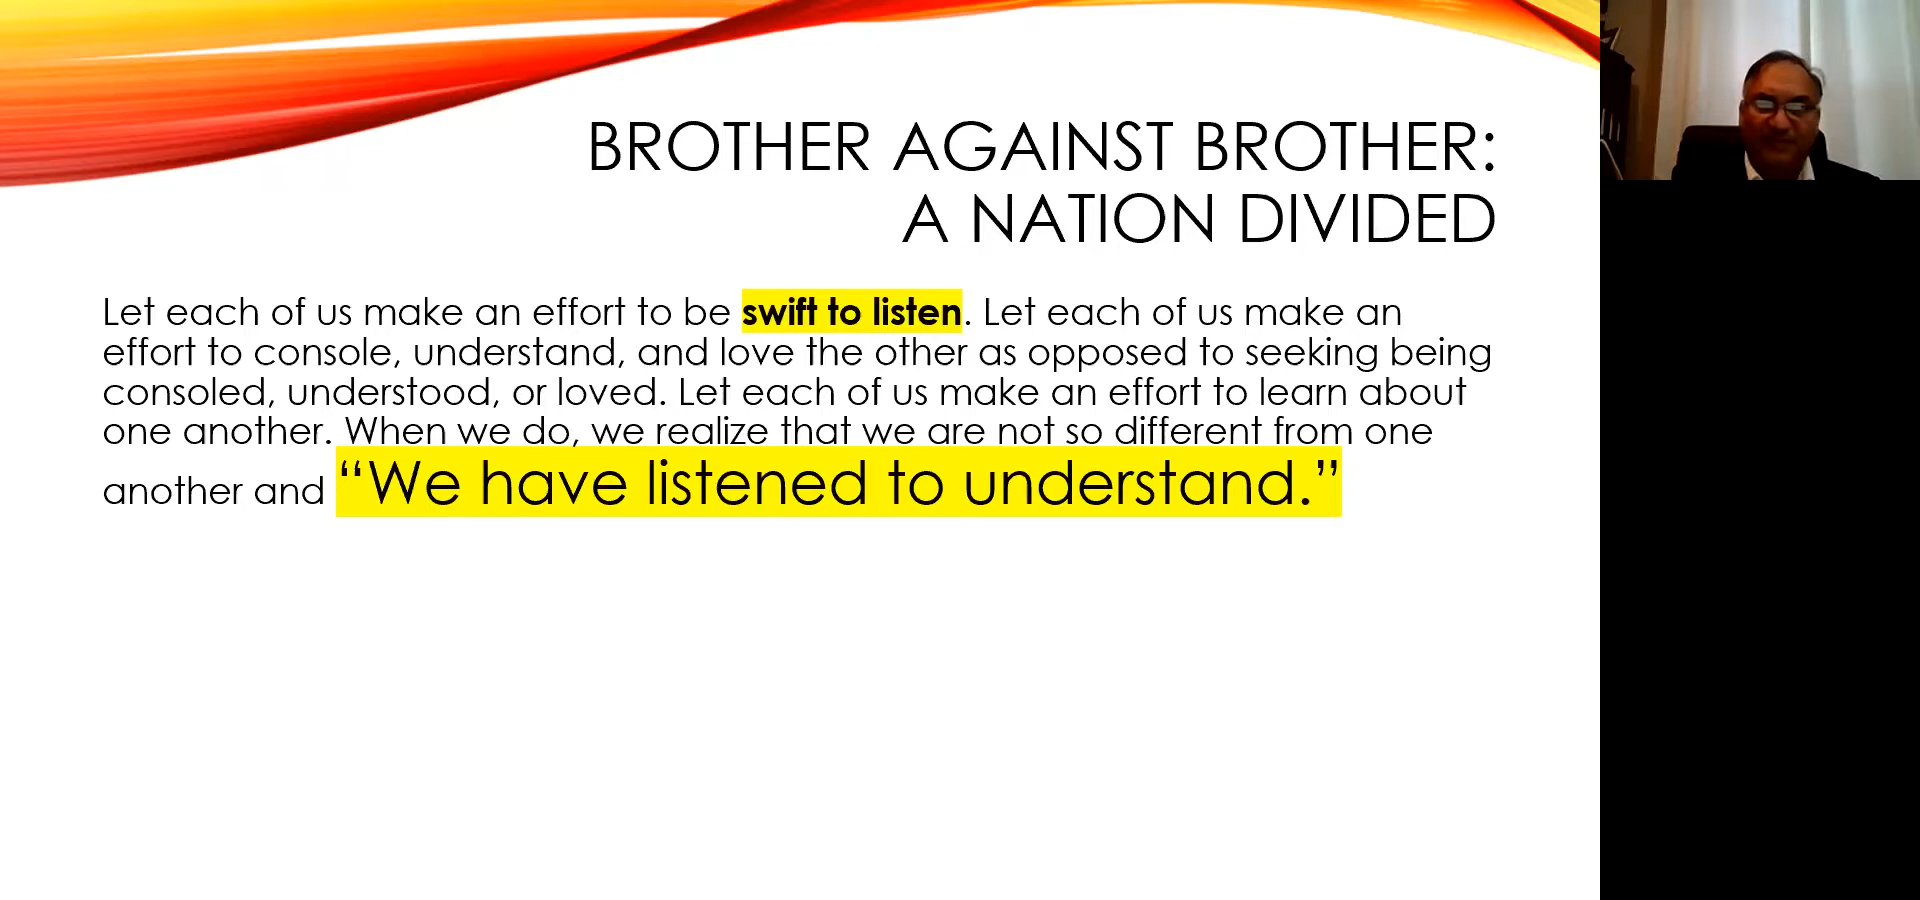 BROTHER AGAINST BROTHER:
A NATION DIVIDED
Let each of us make an effort to be swift to listen. Let each of us make an
effort to console, understand, and love the other as opposed to seeking being
consoled, understood, or loved. Let each of us make an effort to learn about
one another. When we do, we realize that we are not so different from one
another and “We have listened to understand.”